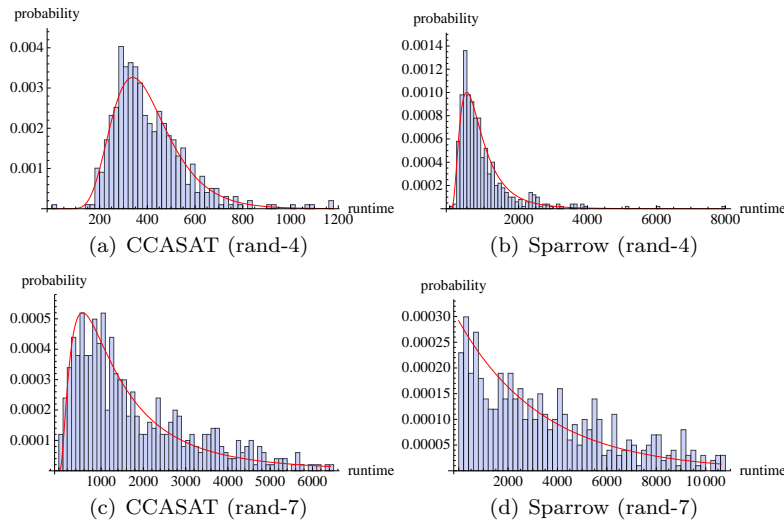 probability
0.004
0.003
0.002
0.001
200 400 600 800 1000 1200
runtime
(a) CCASAT (rand-4)
probability
0.0014
0.0012
0.0010
0.0008
0.0006
0.0004
0.0002
2000 4000 6000 8000
runtime
(b) Sparrow (rand-4)
probability
0.0005
0.0004
0.0003
0.0002
0.0001
1000 2000 3000 4000 5000 6000
runtime
(c) CCASAT (rand-7)
probability
0.00030
0.00025
0.00020
0.00015
0.00010
0.00005
2000 4000 6000 8000 10 000
runtime
(d) Sparrow (rand-7)